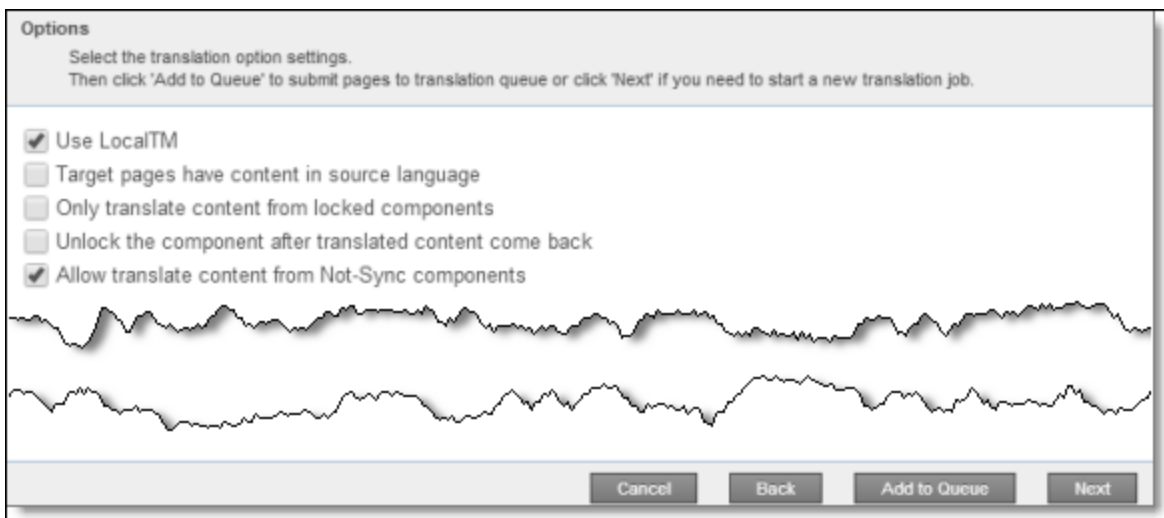 Options
Select the translation option settings.
Then click 'Add to Queue' to submit pages to translation queue or click 'Next' if you need to start a new translation job.
Use LocalTM
Target pages have content in source language
Only translate content from locked components
Unlock the component after translated content come back
Allow translate content from Not-Sync components
Cancel Back Add to Queue Next